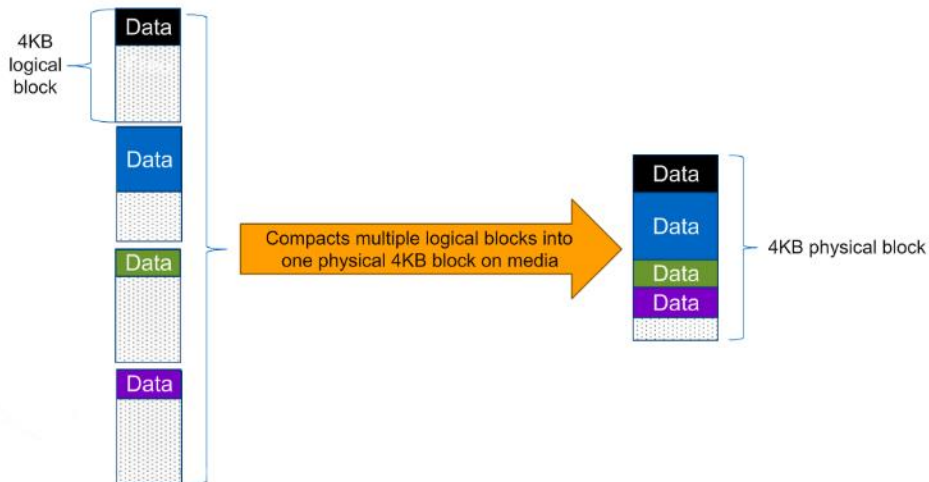 Data
4KB
logical
block
Data
Data
Data
Compacts multiple logical blocks into
one physical 4KB block on media
Data
Data
Data
Data
4KB physical block